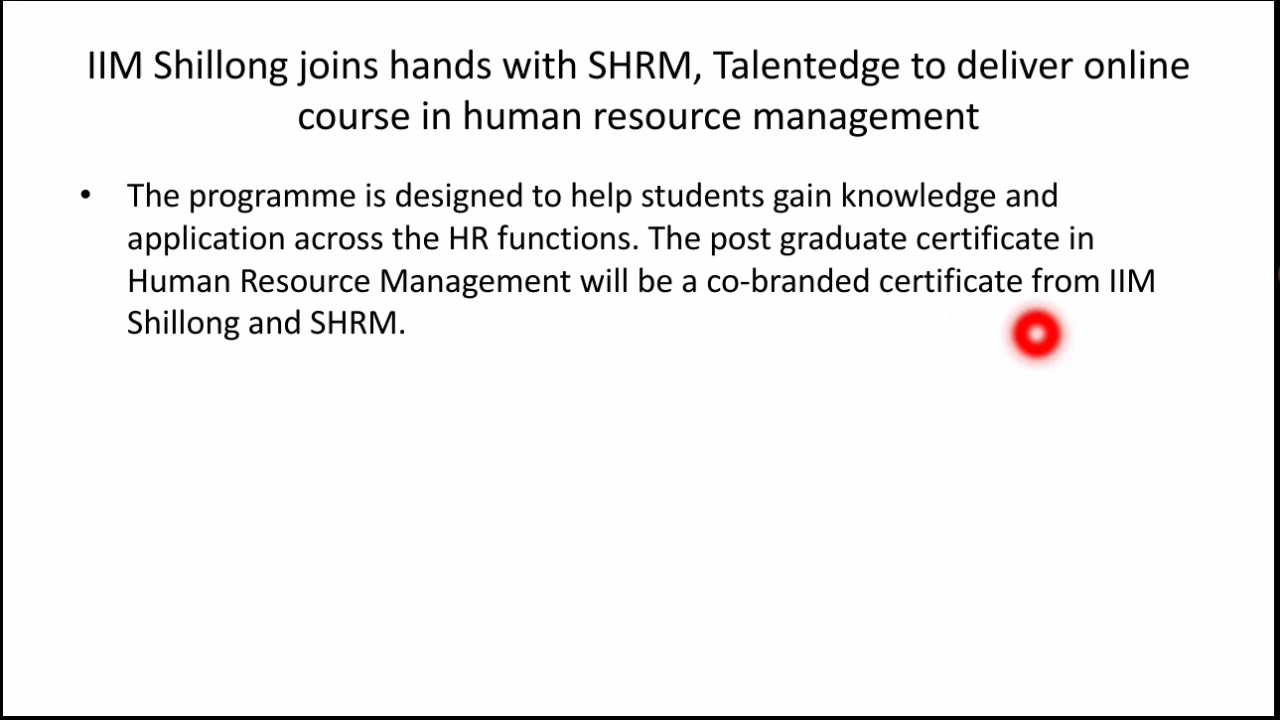 IIM Shillong joins hands with SHRM, Talentedge to deliver online
course in human resource management
• The programme is designed to help students gain knowledge and
application across the HR functions. The post graduate certificate in
Human Resource Management will be a co-branded certificate from IIM
Shillong and SHRM.